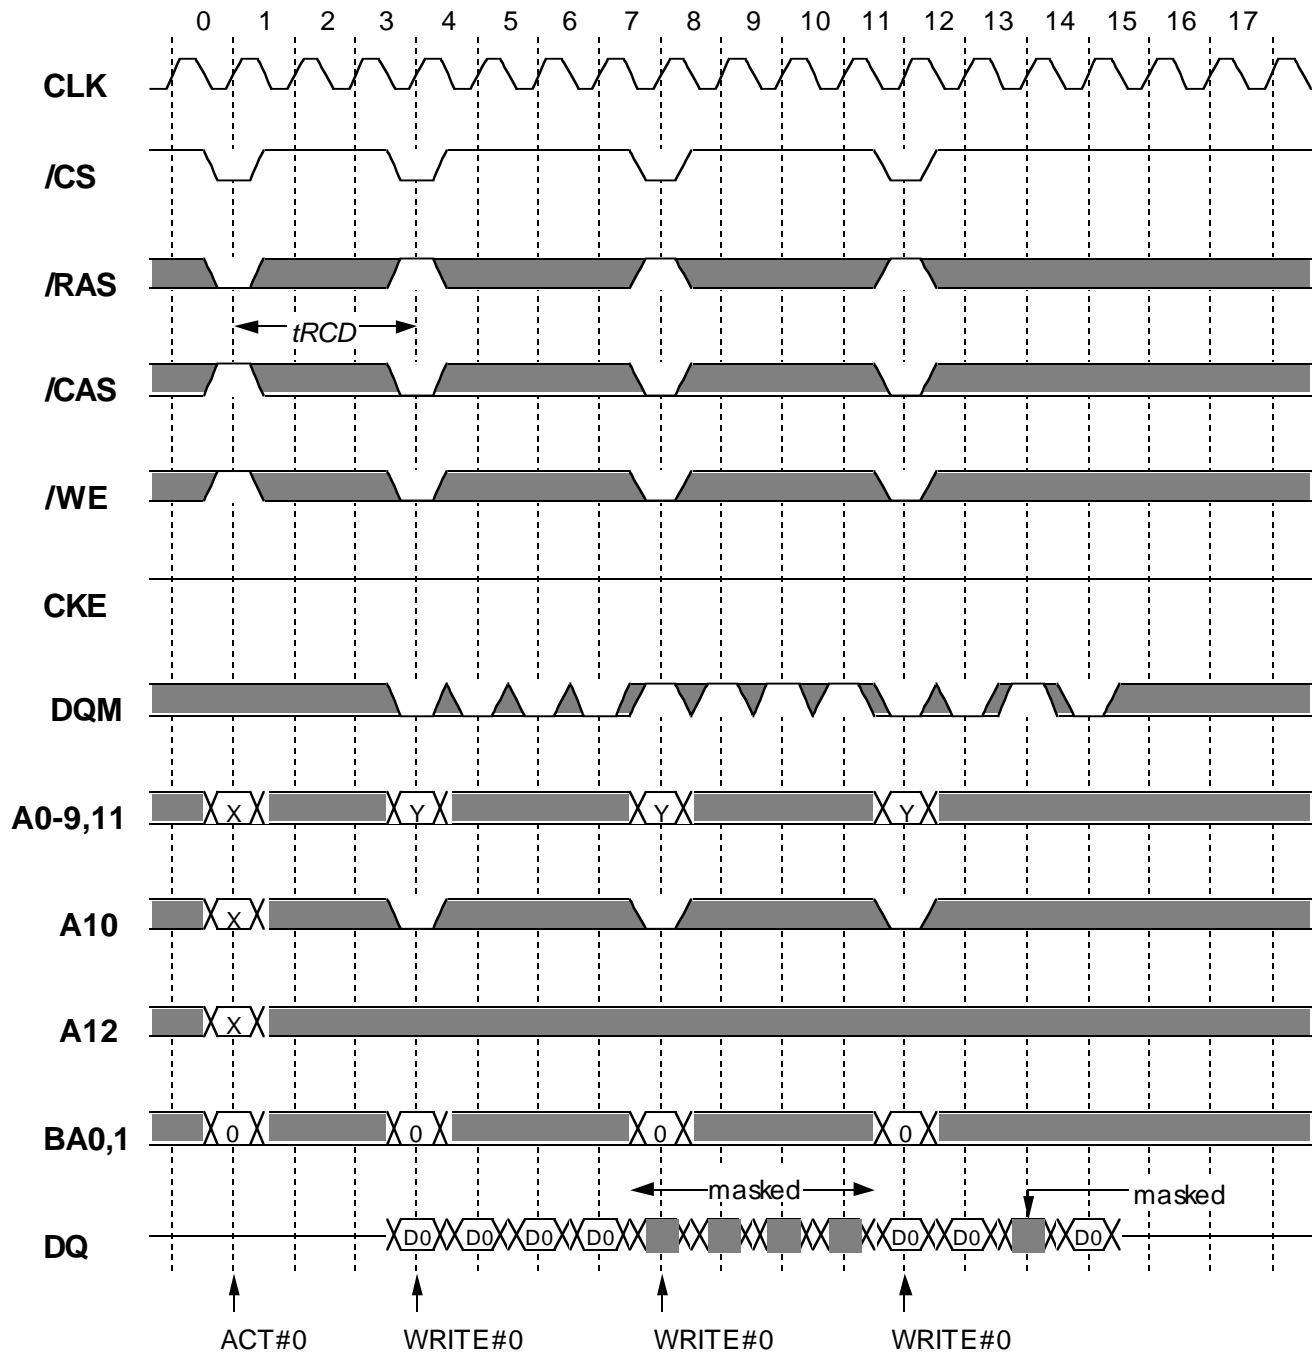 0 1 2 3 4 5 6 7 8 9 10 11 12 13 14 15 16 17
CLK
/CS
/RAS
tRCD
/CAS
/WE
CKE
DQM
A0-9,11 X Y Y Y
A10 X
A12 X
BA0,1 0 0 0 0
masked masked
DQ D0 D0 D0 D0 D0 D0 D0
ACT#0 WRITE#0 WRITE#0 WRITE#0